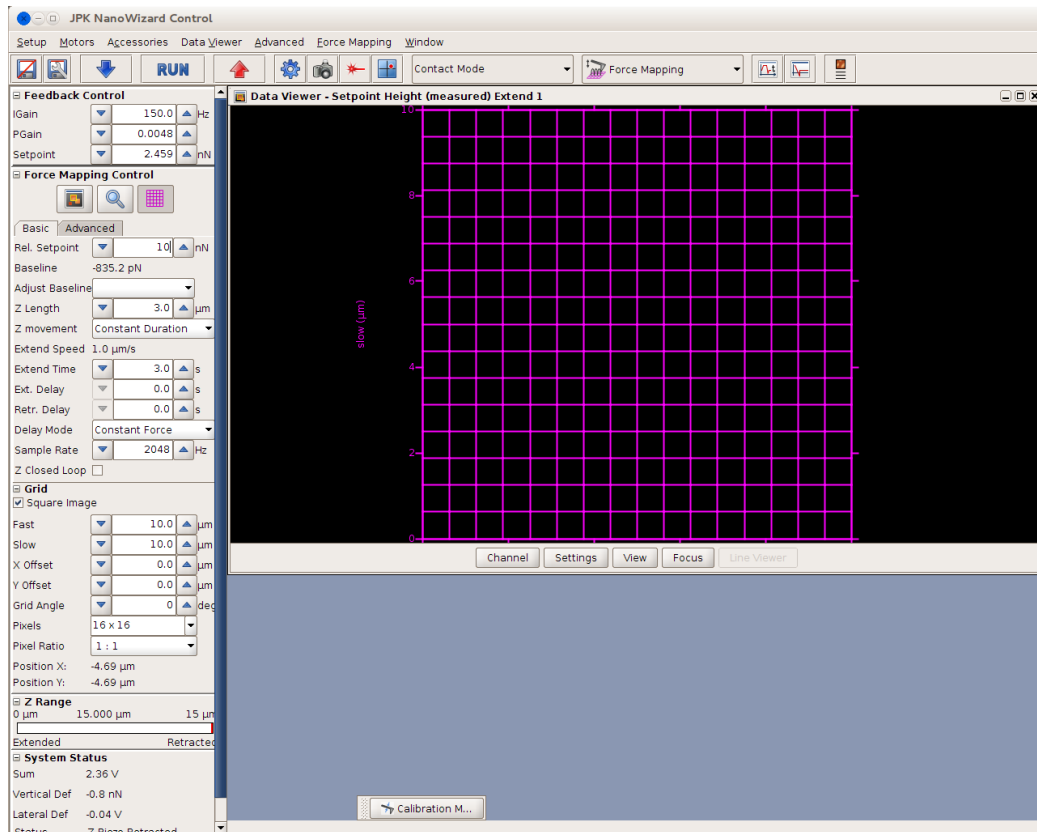 JPK NanoWizard Control
Setup Motors Accessories Data Viewer Advanced Force Mapping Window
RUN Contact Mode Force Mapping
Feedback Control
IGain 150.0 Hz
PGain 0.0048
Setpoint 2.459 nN
Force Mapping Control
Basic Advanced
Rel. Setpoint 10 nN
Baseline -835.2 pN
Adjust Baseline
Z Length 3.0 µm
Z movement Constant Duration
Extend Speed 1.0 µm/s
Extend Time 3.0 s
Ext. Delay 0.0 s
Retr. Delay 0.0 s
Delay Mode Constant Force
Sample Rate 2048 Hz
Z Closed Loop
Grid
Square Image
Fast 10.0 µm
Slow 10.0 µm
X Offset 0.0 µm
Y Offset 0.0 µm
Grid Angle 0 deg
Pixels 16 x 16
Pixel Ratio 1 : 1
Position X: -4.69 µm
Position Y: -4.69 µm
Z Range
0 µm 15.000 µm 15 µm
Extended Retracted
System Status
Sum 2.36 V
Vertical Def -0.8 nN
Lateral Def -0.04 V
Status Z Piezo Retracted
Data Viewer - Setpoint Height (measured) Extend 1
10
8
6
slow (µm)
4
2
0
Channel Settings View Focus Line Viewer
Calibration M...